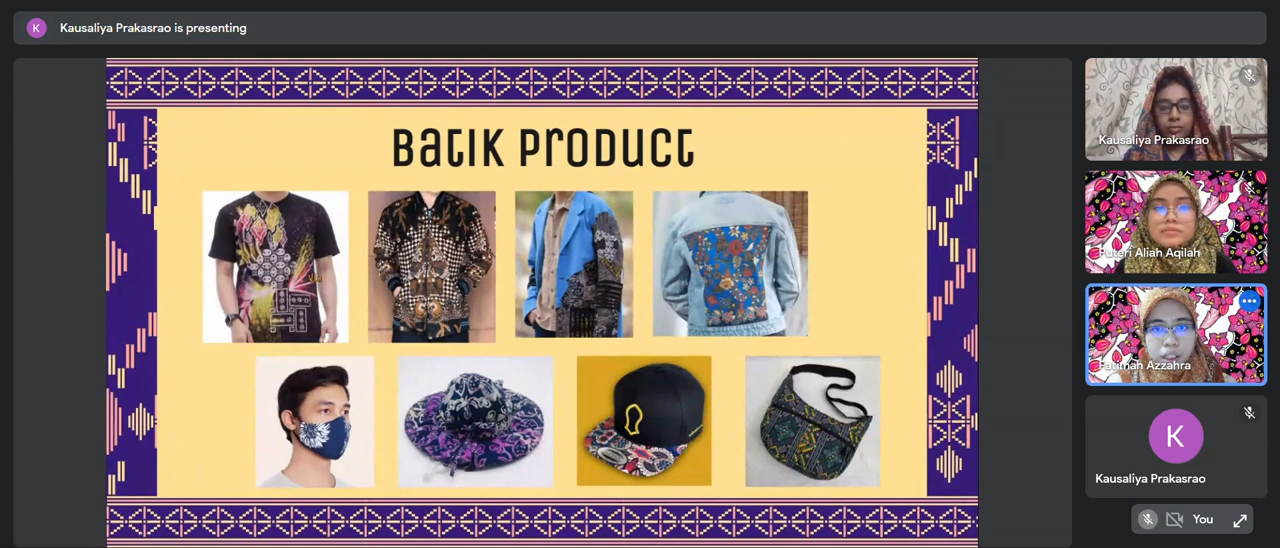 K
Kausaliya Prakasrao is presenting
Batik Product
Kausaliya Prakasrao
Puteri Aliah Aqilah
Fatimah Azzahra
K
Kausaliya Prakasrao
You